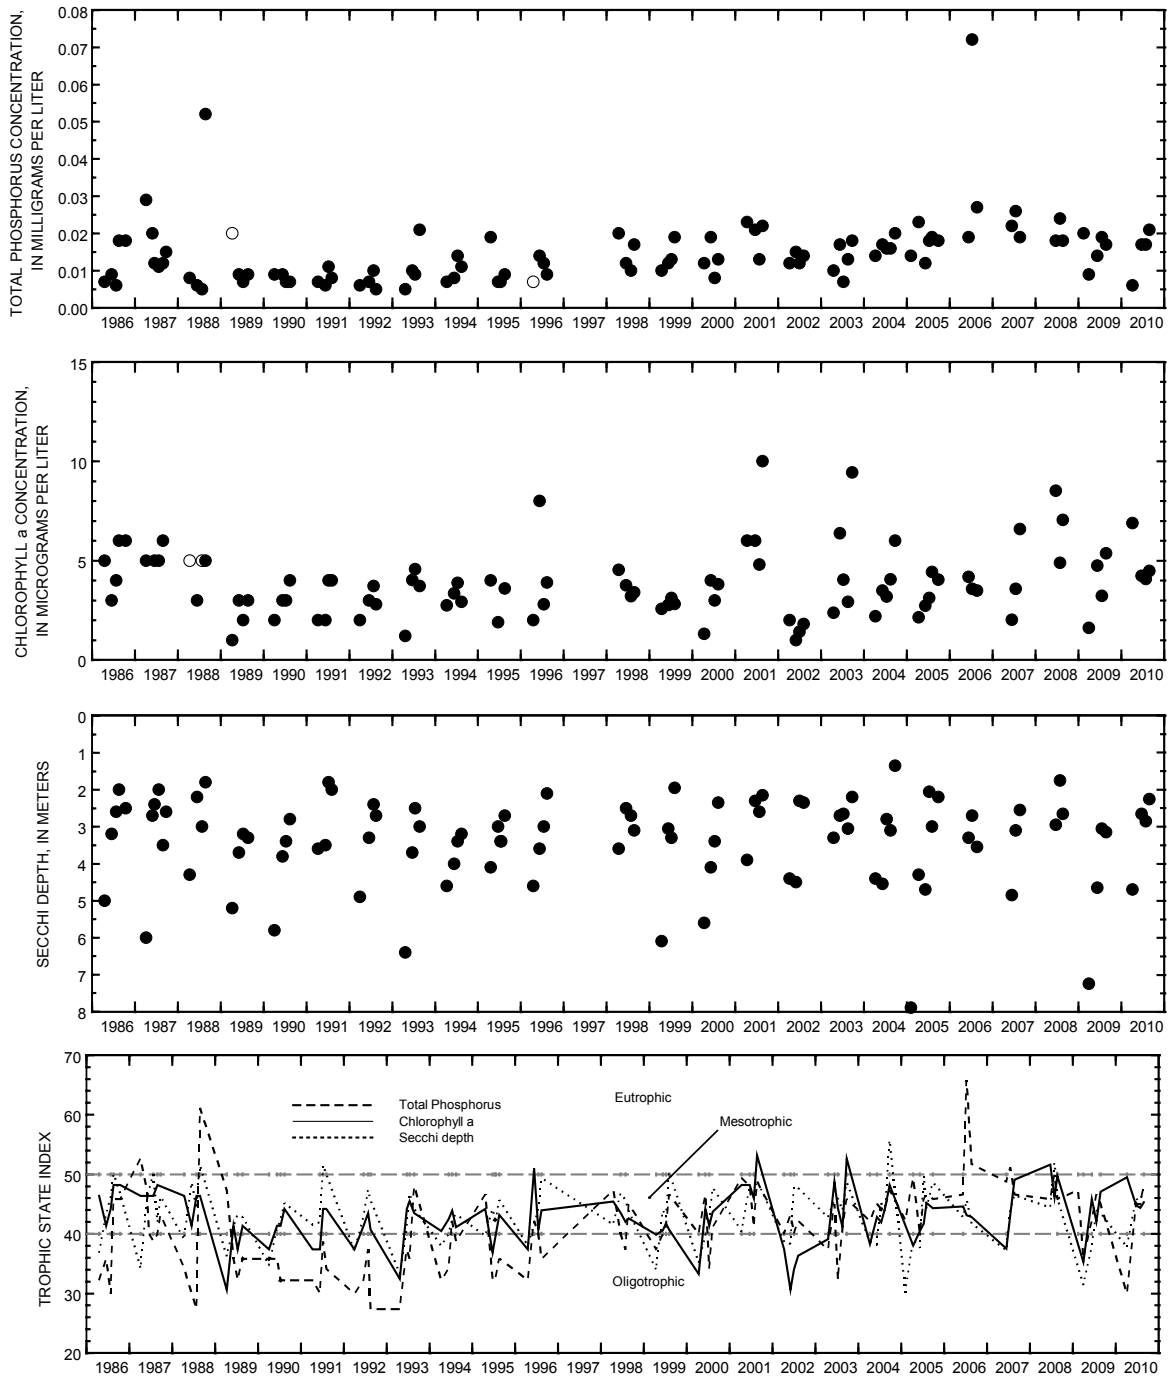 TOTAL PHOSPHORUS CONCENTRATION,
IN MILLIGRAMS PER LITER
0.08
0.07
0.06
0.05
0.04
0.03
0.02
0.01
0.00
1986 1987 1988 1989 1990 1991 1992 1993 1994 1995 1996 1997 1998 1999 2000 2001 2002 2003 2004 2005 2006 2007 2008 2009 2010
CHLOROPHYLL a CONCENTRATION,
IN MICROGRAMS PER LITER
15
10
5
0
1986 1987 1988 1989 1990 1991 1992 1993 1994 1995 1996 1997 1998 1999 2000 2001 2002 2003 2004 2005 2006 2007 2008 2009 2010
SECCHI DEPTH, IN METERS
0
1
2
3
4
5
6
7
8
1986 1987 1988 1989 1990 1991 1992 1993 1994 1995 1996 1997 1998 1999 2000 2001 2002 2003 2004 2005 2006 2007 2008 2009 2010
TROPHIC STATE INDEX
70
60
50
40
30
20
Total Phosphorus
Chlorophyll a
Secchi depth
Eutrophic
Mesotrophic
Oligotrophic
1986 1987 1988 1989 1990 1991 1992 1993 1994 1995 1996 1997 1998 1999 2000 2001 2002 2003 2004 2005 2006 2007 2008 2009 2010